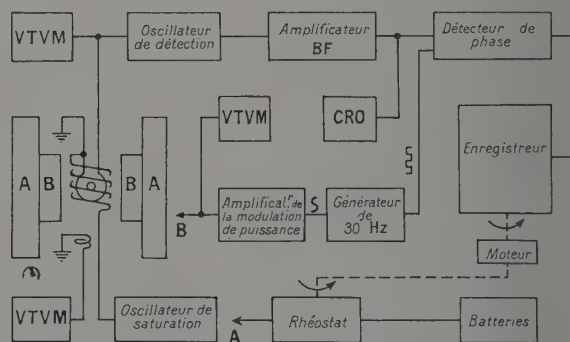 VTVM
Oscillateur
de détection
Amplificateur
BF
Détecteur de
phase
VTVM
CRO
Enregistreur
A
B
B
A
B
Amplificat.r de
la modulation
de puissance
S
Générateur
de
30 Hz
Moteur
VTVM
Oscillateur de
saturation
A
Rhéostat
Batteries